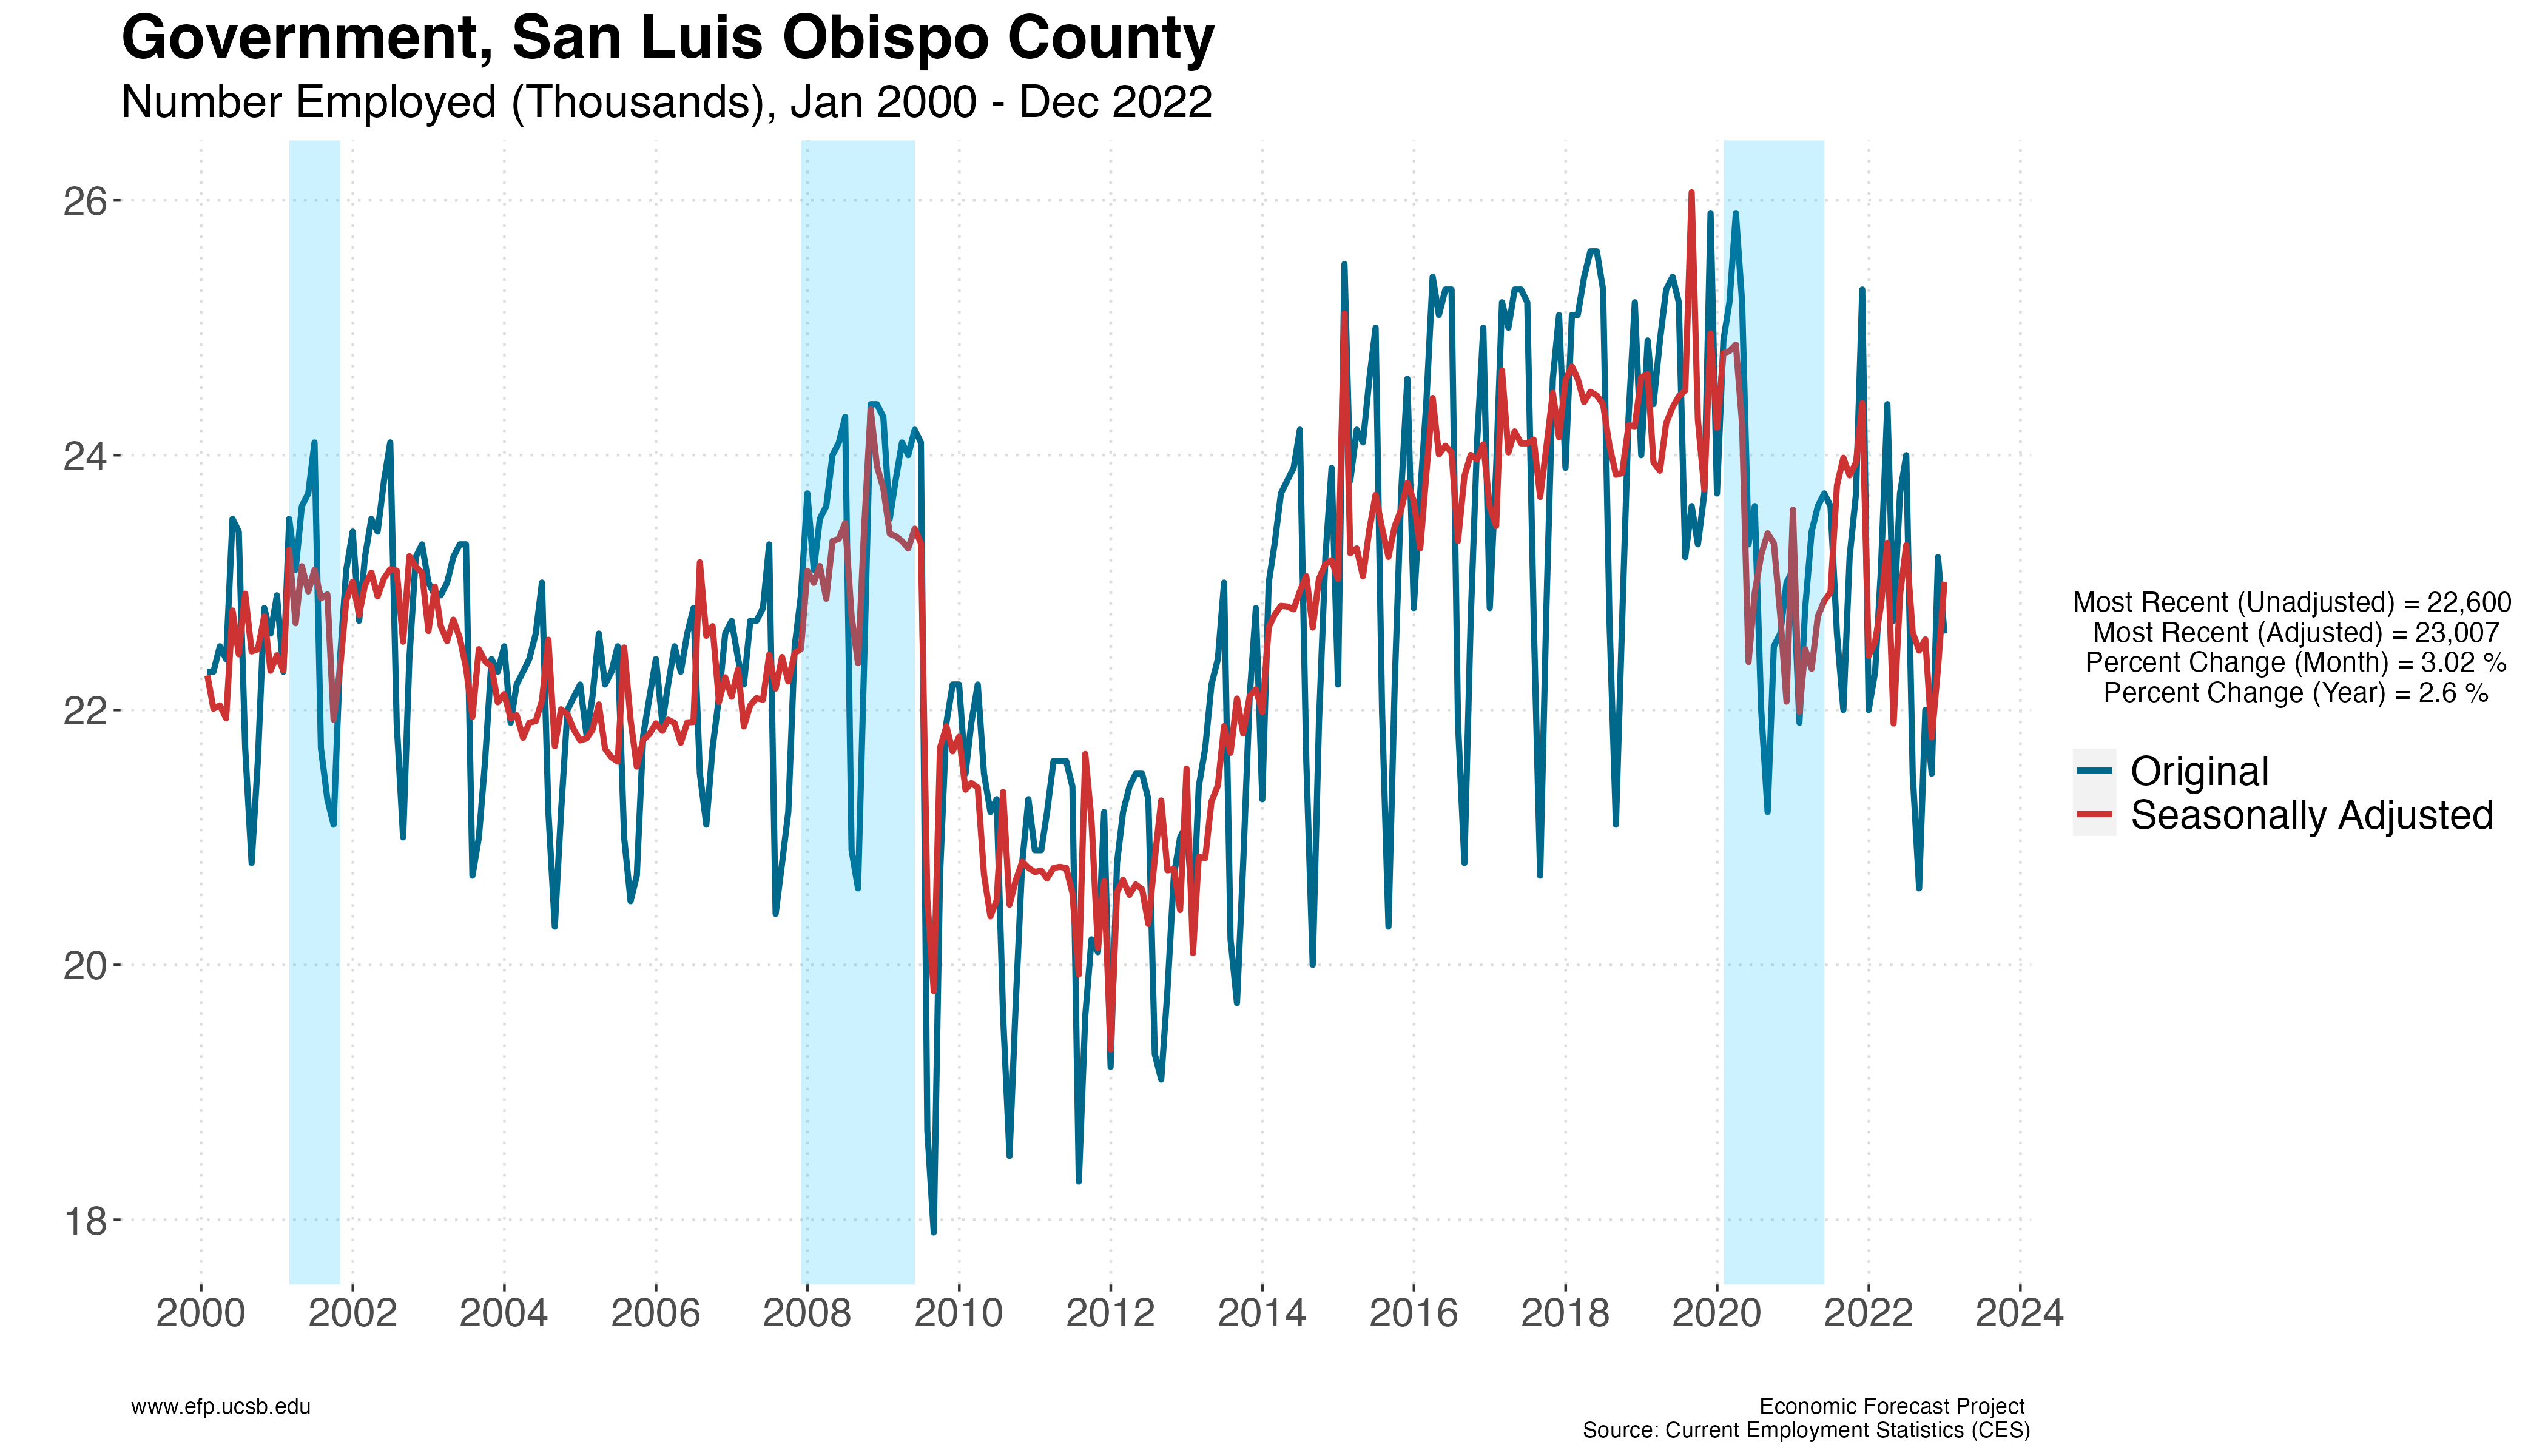 Government, San Luis Obispo County
Number Employed (Thousands), Jan 2000 - Dec 2022
26
24
22
20
18
2000 2002 2004 2006 2008 2010 2012 2014 2016 2018 2020 2022 2024
Most Recent (Unadjusted) = 22,600
Most Recent (Adjusted) = 23,007
Percent Change (Month) = 3.02 %
Percent Change (Year) = 2.6 %
Original
Seasonally Adjusted
www.efp.ucsb.edu
Economic Forecast Project
Source: Current Employment Statistics (CES)